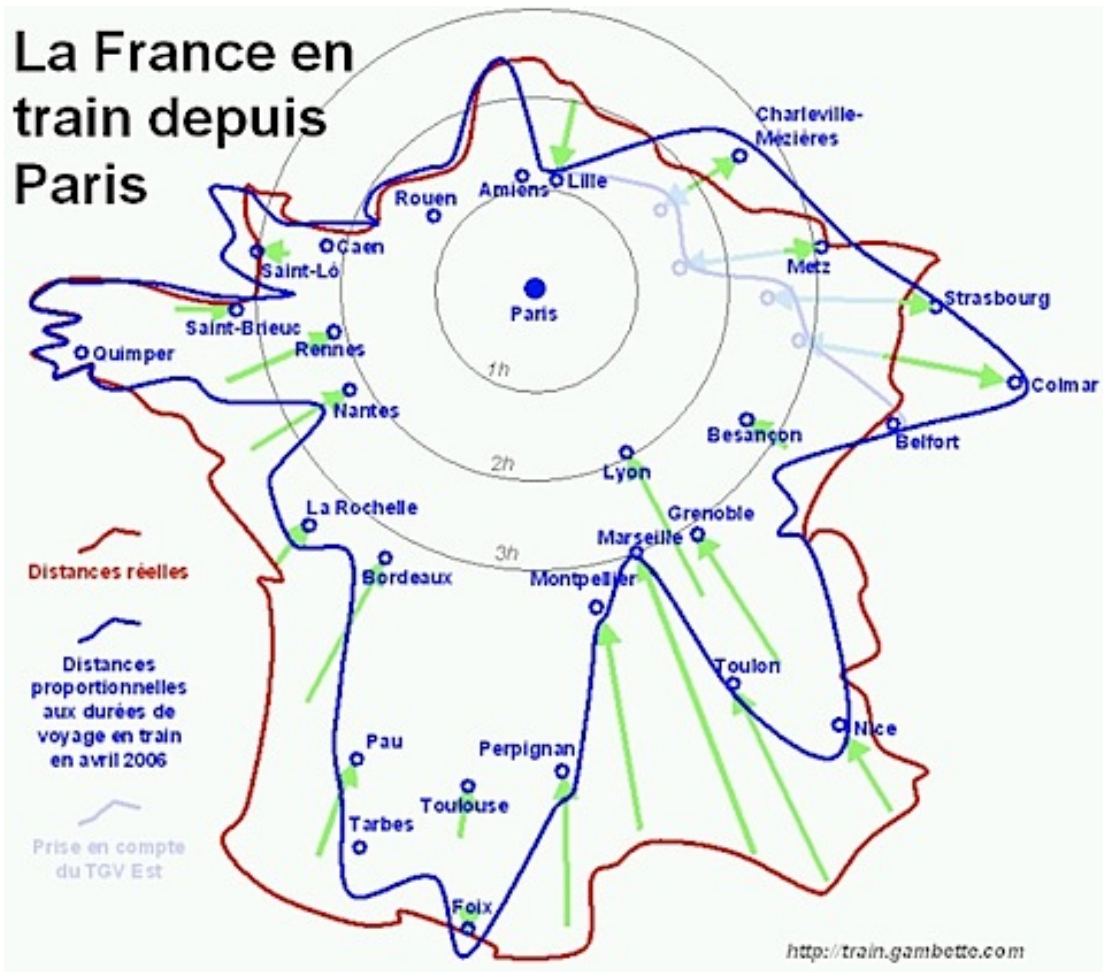 La France en
train depuis
Paris
Charleville-
Mézières
Amiens
Lille
Rouen
Caen
Saint-Lô
Metz
Paris
Strasbourg
Saint-Brieuc
Rennes
Quimper
1h
Colmar
Nantes
Besançon
Belfort
2h
Lyon
La Rochelle
Grenoble
Marseille
3h
Bordeaux
Montpellier
Distances réelles
Distances
proportionnelles
aux durées de
voyage en train
en avril 2006
Toulon
Nice
Pau
Perpignan
Toulouse
Tarbes
Prise en compte
du TGV Est
Foix
http://train.gambette.com